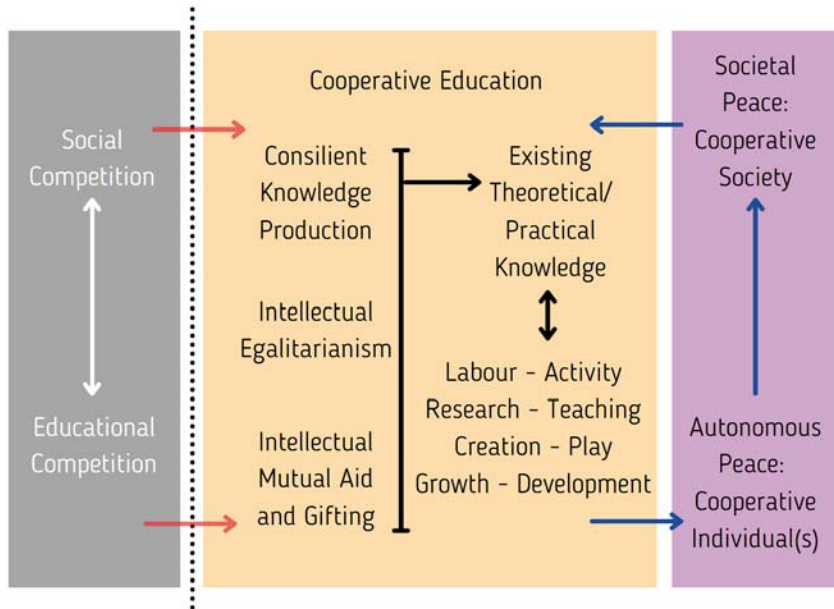 Social
Competition
Educational
Competition
Cooperative Education
Consilient
Knowledge
Production
Intellectual
Egalitarianism
Intellectual
Mutual Aid
and Gifting
Existing
Theoretical/
Practical
Knowledge
Labour - Activity
Research - Teaching
Creation - Play
Growth - Development
Societal
Peace:
Cooperative
Society
Autonomous
Peace:
Cooperative
Individual(s)